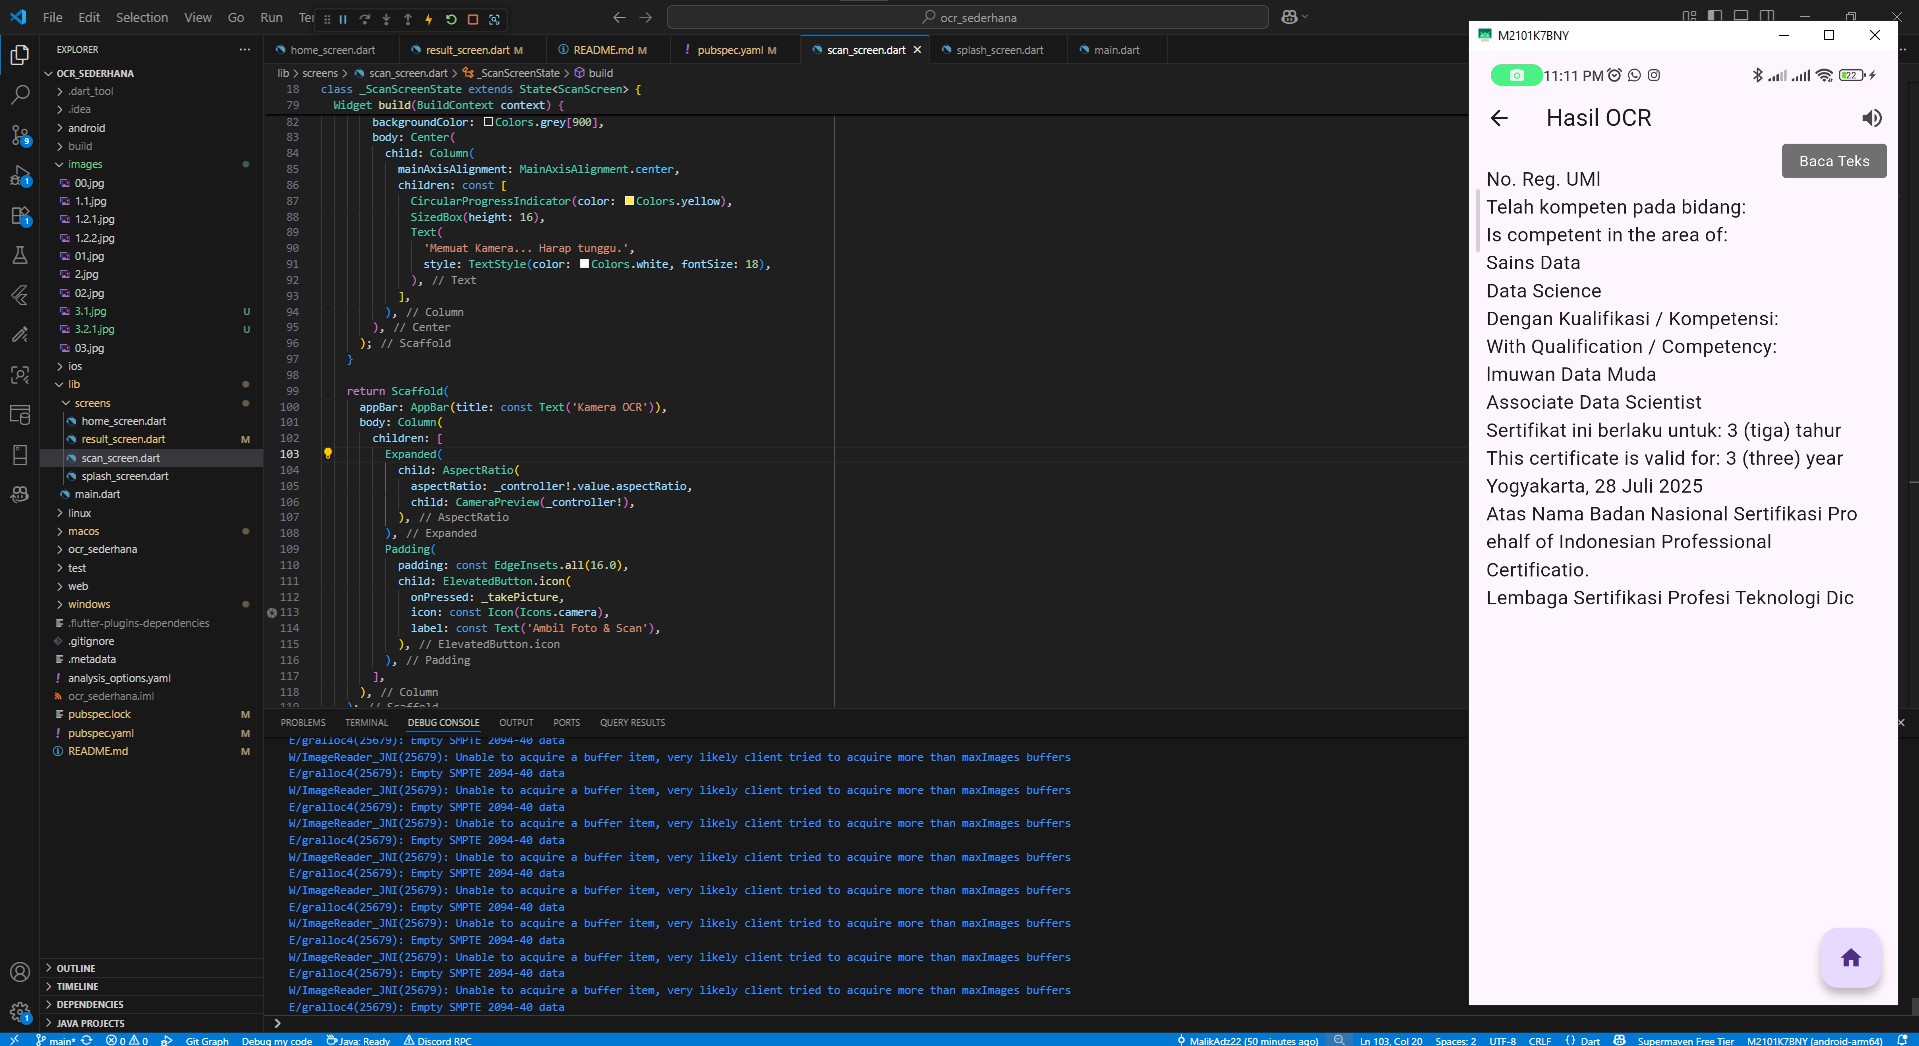 File Edit Selection View Go Run Ter
ocr_sederhana
EXPLORER
OCR_SEDERHANA
.dart_tool
.idea
android
build
images
00.jpg
1.1.jpg
1.2.1.jpg
1.2.2.jpg
01.jpg
2.jpg
02.jpg
3.1.jpg U
3.2.1.jpg U
03.jpg
ios
lib
screens
home_screen.dart
result_screen.dart M
scan_screen.dart
splash_screen.dart
main.dart
linux
macos
ocr_sederhana
test
web
windows
.flutter-plugins-dependencies
.gitignore
.metadata
analysis_options.yaml
ocr_sederhana.iml
pubspec.lock M
pubspec.yaml M
README.md M
OUTLINE
TIMELINE
DEPENDENCIES
JAVA PROJECTS
home_screen.dart result_screen.dart M README.md M pubspec.yaml M scan_screen.dart splash_screen.dart main.dart
lib > screens > scan_screen.dart > _ScanScreenState > build
18 class _ScanScreenState extends State<ScanScreen> {
79 Widget build(BuildContext context) {
82 backgroundColor: Colors.grey[900],
83 body: Center(
84 child: Column(
85 mainAxisAlignment: MainAxisAlignment.center,
86 children: const [
87 CircularProgressIndicator(color: Colors.yellow),
88 SizedBox(height: 16),
89 Text(
90 'Memuat Kamera... Harap tunggu.',
91 style: TextStyle(color: Colors.white, fontSize: 18),
92 ), // Text
93 ],
94 ), // Column
95 ), // Center
96 ); // Scaffold
97 }
98
99 return Scaffold(
100 appBar: AppBar(title: const Text('Kamera OCR')),
101 body: Column(
102 children: [
103 Expanded(
104 child: AspectRatio(
105 aspectRatio: _controller!.value.aspectRatio,
106 child: CameraPreview(_controller!),
107 ), // AspectRatio
108 ), // Expanded
109 Padding(
110 padding: const EdgeInsets.all(16.0),
111 child: ElevatedButton.icon(
112 onPressed: _takePicture,
113 icon: const Icon(Icons.camera),
114 label: const Text('Ambil Foto & Scan'),
115 ), // ElevatedButton.icon
116 ), // Padding
117 ],
118 ), // Column
119 ); // Scaffold
PROBLEMS TERMINAL DEBUG CONSOLE OUTPUT PORTS QUERY RESULTS
E/gralloc4(25679): Empty SMPTE 2094-40 data
W/ImageReader_JNI(25679): Unable to acquire a buffer item, very likely client tried to acquire more than maxImages buffers
E/gralloc4(25679): Empty SMPTE 2094-40 data
W/ImageReader_JNI(25679): Unable to acquire a buffer item, very likely client tried to acquire more than maxImages buffers
E/gralloc4(25679): Empty SMPTE 2094-40 data
W/ImageReader_JNI(25679): Unable to acquire a buffer item, very likely client tried to acquire more than maxImages buffers
E/gralloc4(25679): Empty SMPTE 2094-40 data
W/ImageReader_JNI(25679): Unable to acquire a buffer item, very likely client tried to acquire more than maxImages buffers
E/gralloc4(25679): Empty SMPTE 2094-40 data
W/ImageReader_JNI(25679): Unable to acquire a buffer item, very likely client tried to acquire more than maxImages buffers
E/gralloc4(25679): Empty SMPTE 2094-40 data
W/ImageReader_JNI(25679): Unable to acquire a buffer item, very likely client tried to acquire more than maxImages buffers
E/gralloc4(25679): Empty SMPTE 2094-40 data
W/ImageReader_JNI(25679): Unable to acquire a buffer item, very likely client tried to acquire more than maxImages buffers
E/gralloc4(25679): Empty SMPTE 2094-40 data
W/ImageReader_JNI(25679): Unable to acquire a buffer item, very likely client tried to acquire more than maxImages buffers
E/gralloc4(25679): Empty SMPTE 2094-40 data
M2101K7BNY
11:11 PM 22
Hasil OCR
Baca Teks
No. Reg. UMI
Telah kompeten pada bidang:
Is competent in the area of:
Sains Data
Data Science
Dengan Kualifikasi / Kompetensi:
With Qualification / Competency:
lmuwan Data Muda
Associate Data Scientist
Sertifikat ini berlaku untuk: 3 (tiga) tahur
This certificate is valid for: 3 (three) year
Yogyakarta, 28 Juli 2025
Atas Nama Badan Nasional Sertifikasi Pro
ehalf of Indonesian Professional
Certificatio.
Lembaga Sertifikasi Profesi Teknologi Dic
main* 0 0 Git Graph Debug my code Java: Ready Discord RPC MalikAdz22 (50 minutes ago) Ln 103, Col 20 Spaces: 2 UTF-8 CRLF Dart Supermaven Free Tier M2101K7BNY (android-arm64)